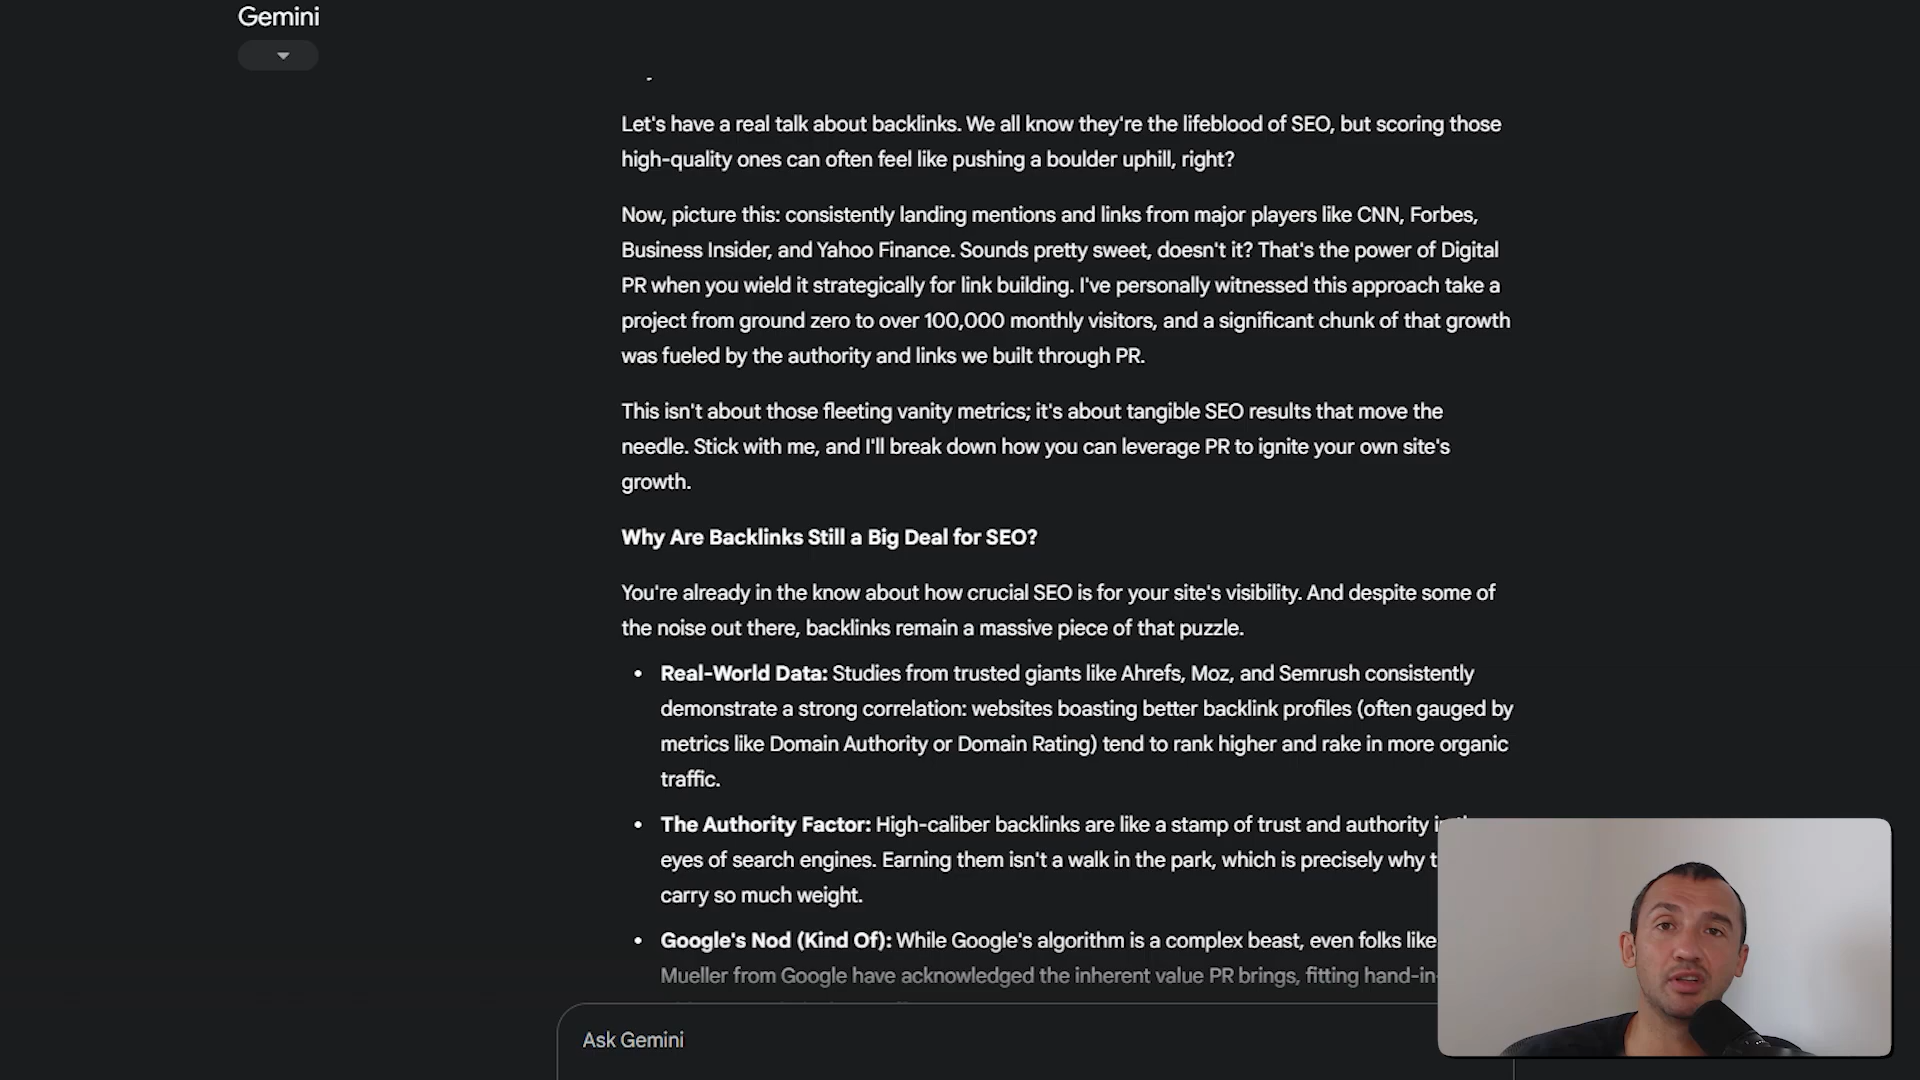 Gemini
Let's have a real talk about backlinks. We all know they're the lifeblood of SEO, but scoring those
high-quality ones can often feel like pushing a boulder uphill, right?
Now, picture this: consistently landing mentions and links from major players like CNN, Forbes,
Business Insider, and Yahoo Finance. Sounds pretty sweet, doesn't it? That's the power of Digital
PR when you wield it strategically for link building. I've personally witnessed this approach take a
project from ground zero to over 100,000 monthly visitors, and a significant chunk of that growth
was fueled by the authority and links we built through PR.
This isn't about those fleeting vanity metrics; it's about tangible SEO results that move the
needle. Stick with me, and I'll break down how you can leverage PR to ignite your own site's
growth.
Why Are Backlinks Still a Big Deal for SEO?
You're already in the know about how crucial SEO is for your site's visibility. And despite some of
the noise out there, backlinks remain a massive piece of that puzzle.
• Real-World Data: Studies from trusted giants like Ahrefs, Moz, and Semrush consistently
demonstrate a strong correlation: websites boasting better backlink profiles (often gauged by
metrics like Domain Authority or Domain Rating) tend to rank higher and rake in more organic
traffic.
• The Authority Factor: High-caliber backlinks are like a stamp of trust and authority
eyes of search engines. Earning them isn't a walk in the park, which is precisely why
carry so much weight.
• Google's Nod (Kind Of): While Google's algorithm is a complex beast, even folks like
Mueller from Google have acknowledged the inherent value PR brings, fitting hand-in-
Ask Gemini